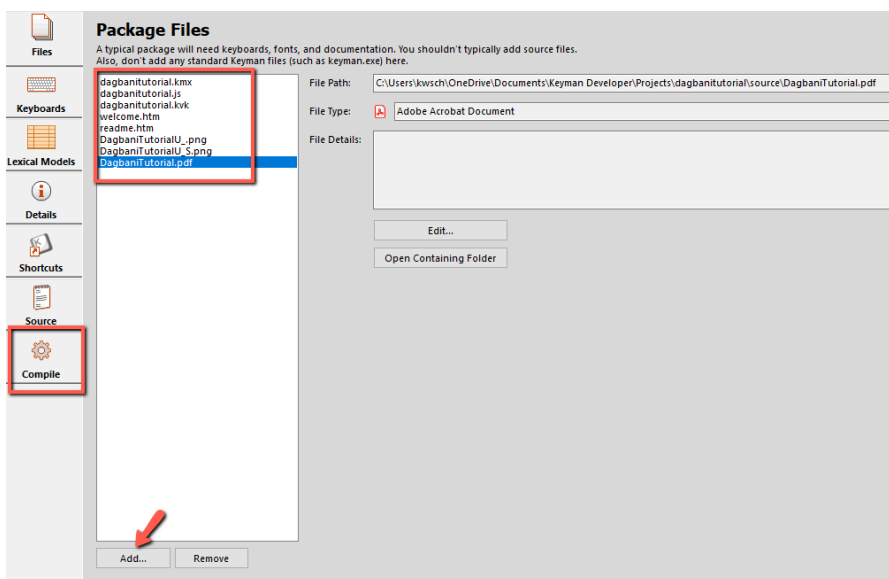 Files
Keyboards
Lexical Models
Details
Shortcuts
Source
Compile
Package Files
A typical package will need keyboards, fonts, and documentation. You shouldn't typically add source files.
Also, don't add any standard Keyman files (such as keyman.exe) here.
dagbanitutorial.kmx
dagbanitutorial.js
dagbanitutorial.kvk
welcome.htm
readme.htm
DagbaniTutorialU_.png
DagbaniTutorialU_S.png
DagbaniTutorial.pdf
Add...
Remove
File Path:
C:\Users\kwsch\OneDrive\Documents\Keyman Developer\Projects\dagbanitutorial\source\DagbaniTutorial.pdf
File Type:
Adobe Acrobat Document
File Details:
Edit...
Open Containing Folder